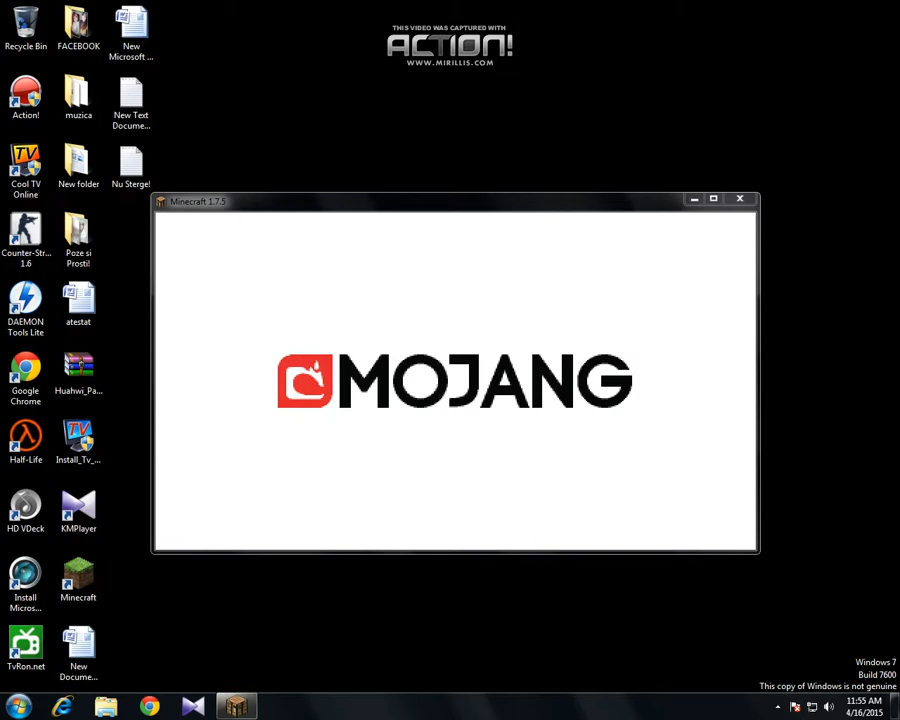 THIS VIDEO WAS CAPTURED WITH
ACTION!
WWW.MIRILLIS.COM
Recycle Bin
FACEBOOK
New
Microsoft ...
Action!
muzica
New Text
Docume...
Cool TV
Online
New folder
Nu Sterge!
Counter-Str...
1.6
Poze si
Prosti!
DAEMON
Tools Lite
atestat
Google
Chrome
Huahwi_Pa...
Half-Life
Install_Tv_...
HD VDeck
KMPlayer
Install
Micros...
Minecraft
TvRon.net
New
Docume...
Minecraft 1.7.5
MOJANG
Windows 7
Build 7600
This copy of Windows is not genuine
11:55 AM
4/16/2015